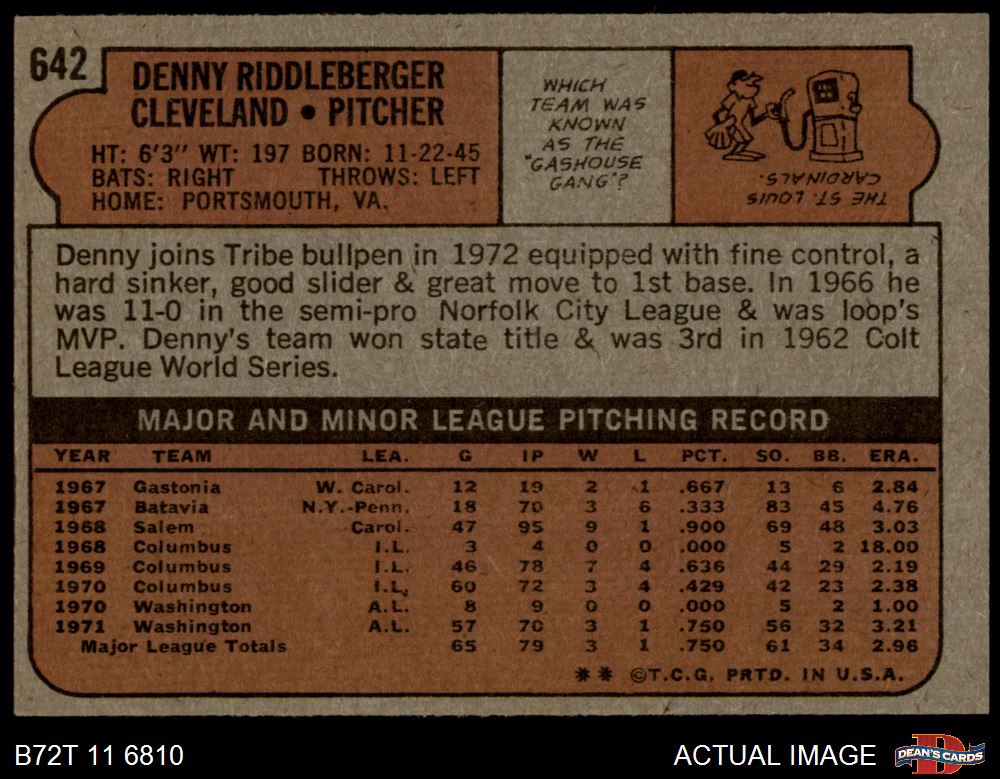 642
DENNY RIDDLEBERGER
CLEVELAND • PITCHER
HT: 6'3" WT: 197 BORN: 11-22-45
BATS: RIGHT THROWS: LEFT
HOME: PORTSMOUTH, VA.
WHICH
TEAM WAS
KNOWN
AS THE
"GASHOUSE
GANG"?
THE ST. LOUIS
CARDINALS.
Denny joins Tribe bullpen in 1972 equipped with fine control, a
hard sinker, good slider & great move to 1st base. In 1966 he
was 11-0 in the semi-pro Norfolk City League & was loop's
MVP. Denny's team won state title & was 3rd in 1962 Colt
League World Series.
MAJOR AND MINOR LEAGUE PITCHING RECORD
YEAR TEAM LEA. G IP W L PCT. SO. BB. ERA.
1967 Gastonia W. Carol. 12 19 2 1 .667 13 6 2.84
1967 Batavia N.Y.-Penn. 18 70 3 6 .333 83 45 4.76
1968 Salem Carol. 47 95 9 1 .900 69 48 3.03
1968 Columbus I.L. 3 4 0 0 .000 5 2 18.00
1969 Columbus I.L. 46 78 7 4 .636 44 29 2.19
1970 Columbus I.L. 60 72 3 4 .429 42 23 2.38
1970 Washington A.L. 8 9 0 0 .000 5 2 1.00
1971 Washington A.L. 57 70 3 1 .750 56 32 3.21
Major League Totals 65 79 3 1 .750 61 34 2.96
** ©T.C.G. PRTD. IN U.S.A.
B72T 11 6810
ACTUAL IMAGE
DEAN'S CARDS